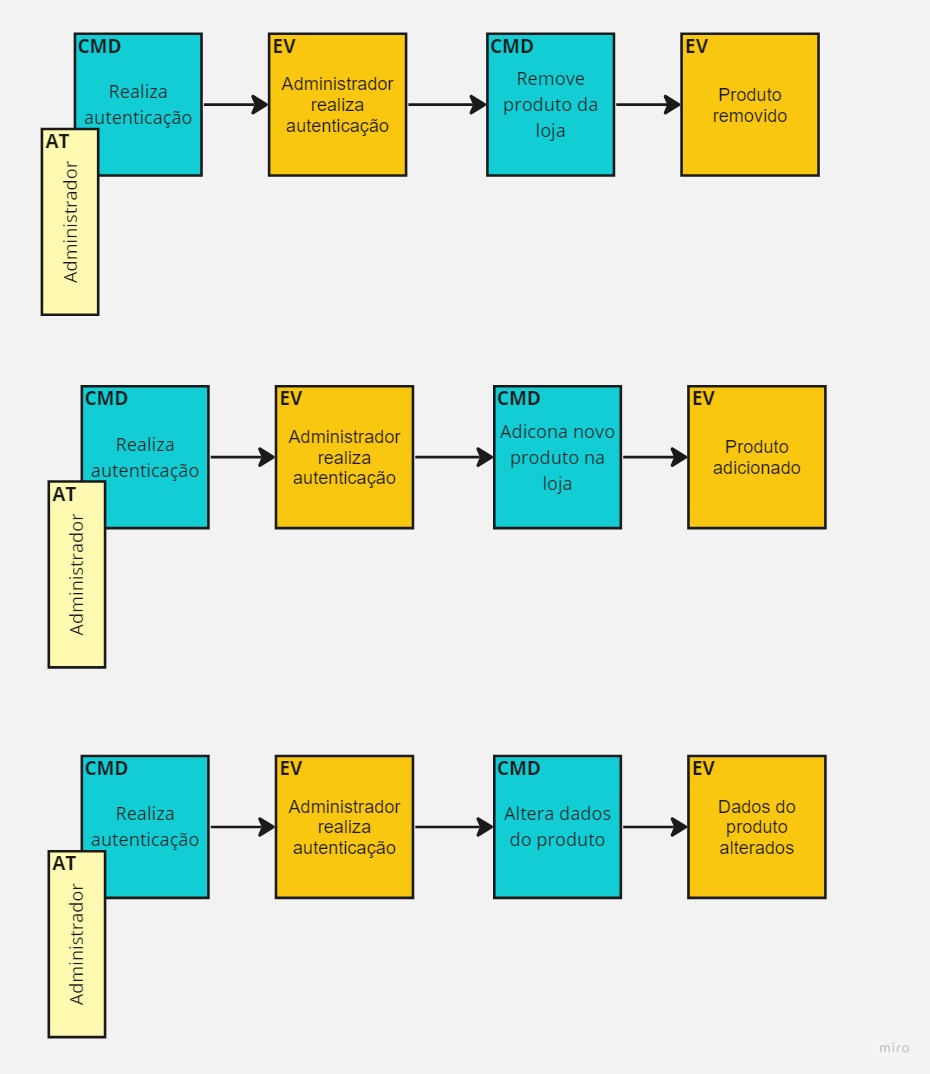 CMD
Realiza
autenticação
AT
Administrador
EV
Administrador
realiza
autenticação
CMD
Remove
produto da
loja
EV
Produto
removido
CMD
Realiza
autenticação
AT
Administrador
EV
Administrador
realiza
autenticação
CMD
Adicona novo
produto na
loja
EV
Produto
adicionado
CMD
Realiza
autenticação
AT
Administrador
EV
Administrador
realiza
autenticação
CMD
Altera dados
do produto
EV
Dados do
produto
alterados
miro